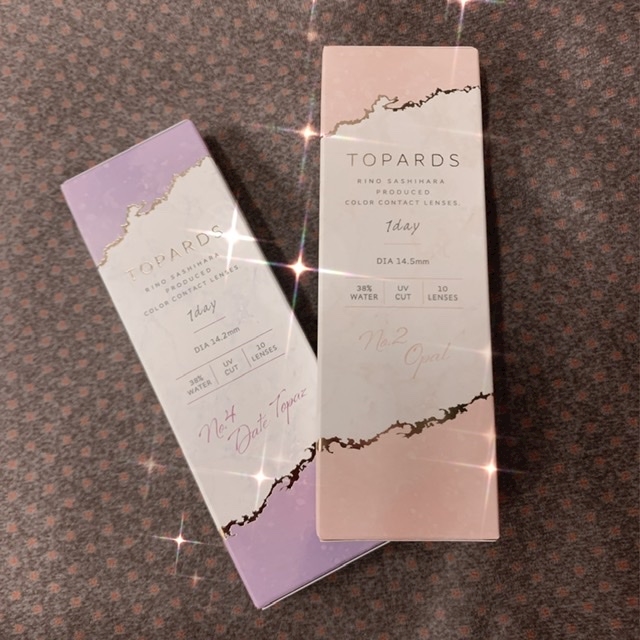 TOPARDS
RINO SASHIHARA
PRODUCED
COLOR CONTACT LENSES
1day
DIA 14.2mm
38% WATER
UV CUT
10 LENSES
No.4
Date Topaz
TOPARDS
RINO SASHIHARA
PRODUCED
COLOR CONTACT LENSES.
1day
DIA 14.5mm
38% WATER
UV CUT
10 LENSES
No.2
Opal